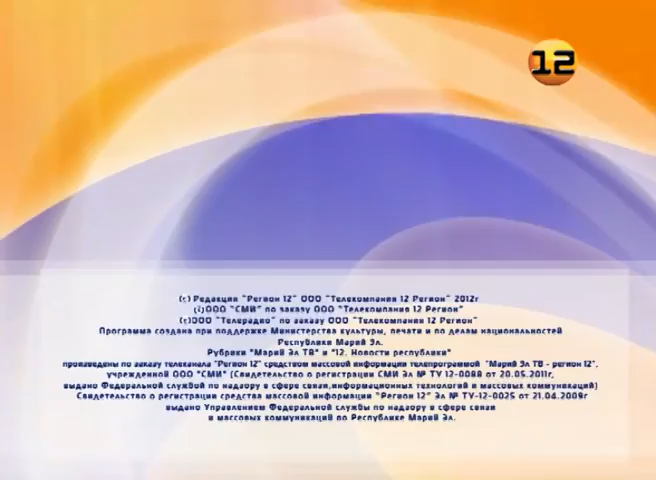 12
(с) Редакция "Регион 12" ООО "Телекомпания 12 Регион" 2012г
(с)ООО "СМИ" по заказу ООО "Телекомпания 12 Регион"
(с)ООО "Телерадио" по заказу ООО "Телекомпания 12 Регион"
Программа создана при поддержке Министерства культуры, печати и по делам национальностей
Республики Марий Эл.
Рубрики "Марий Эл ТВ" и "12. Новости республики"
произведены по заказу телеканала "Регион 12" средством массовой информации телепрограммой "Марий Эл ТВ - регион 12",
учрежденной ООО "СМИ" (Свидетельство о регистрации СМИ Эл № ТУ 12-0088 от 20.05.2011г,
выдано Федеральной службой по надзору в сфере связи,информационных технологий и массовых коммуникаций)
Свидетельство о регистрации средства массовой информации "Регион 12" Эл № TV-12-0025 от 21.04.2009г
выдано Управлением Федеральной службы по надзору в сфере связи
и массовых коммуникаций по Республике Марий Эл.